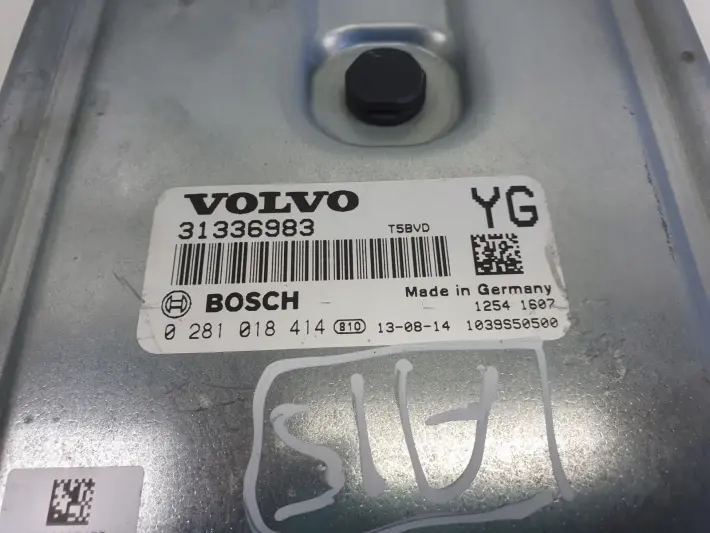 VOLVO
YG
31336983
T5BVD
BOSCH
Made in Germany
1254 1607
0 281 018 414 810 13-08-14 1039S50500